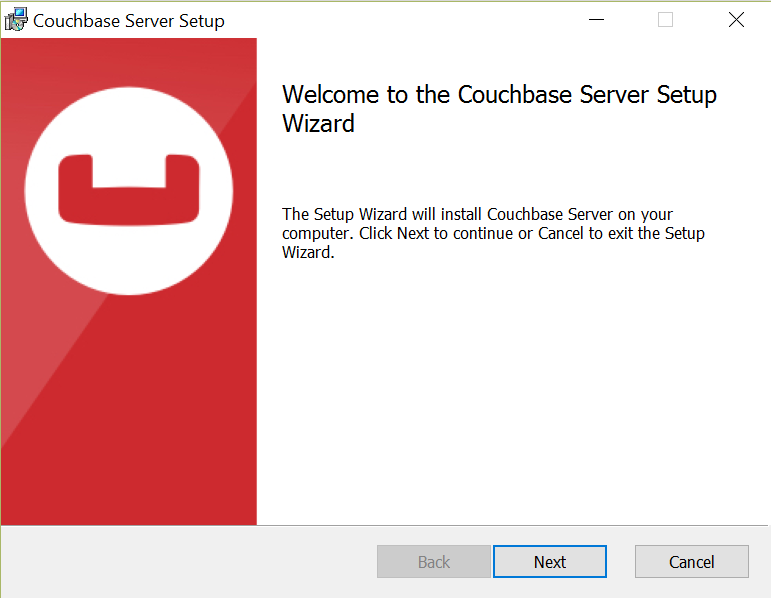 Couchbase Server Setup
Welcome to the Couchbase Server Setup
Wizard
The Setup Wizard will install Couchbase Server on your
computer. Click Next to continue or Cancel to exit the Setup
Wizard.
Back
Next
Cancel